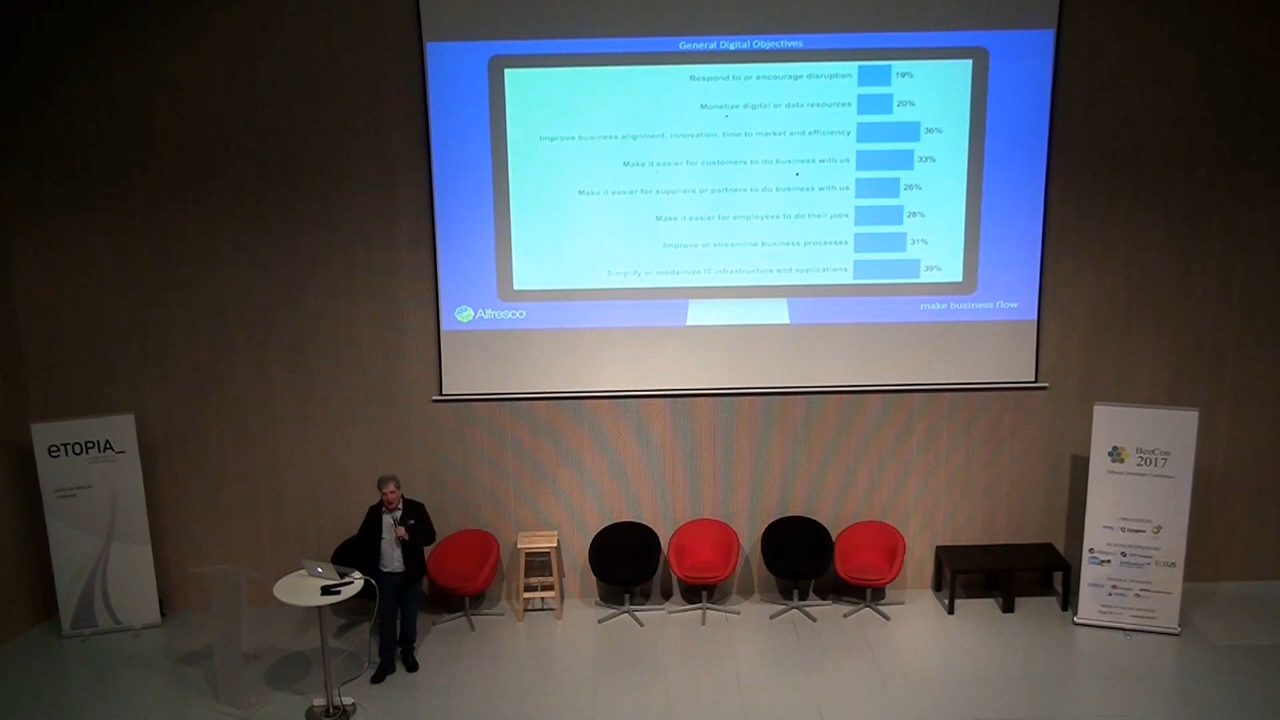 General Digital Objectives
Respond to or encourage disruption 19%
Monetize digital or data resources 20%
Improve business alignment, innovation, time to market and efficiency 36%
Make it easier for customers to do business with us 33%
Make it easier for suppliers or partners to do business with us 26%
Make it easier for employees to do their jobs 28%
Improve or streamline business processes 31%
Simplify or modernize IT infrastructure and applications 39%
Alfresco
make business flow
eTOPIA_
BeeCon
2017